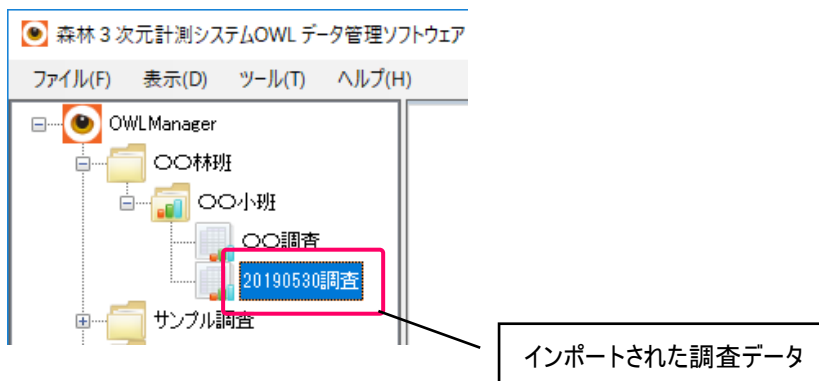 森林３次元計測システムOWL データ管理ソフトウェア
ファイル(F) 表示(D) ツール(T) ヘルプ(H)
OWLManager
〇〇林班
〇〇小班
〇〇調査
20190530調査
サンプル調査
インポートされた調査データ